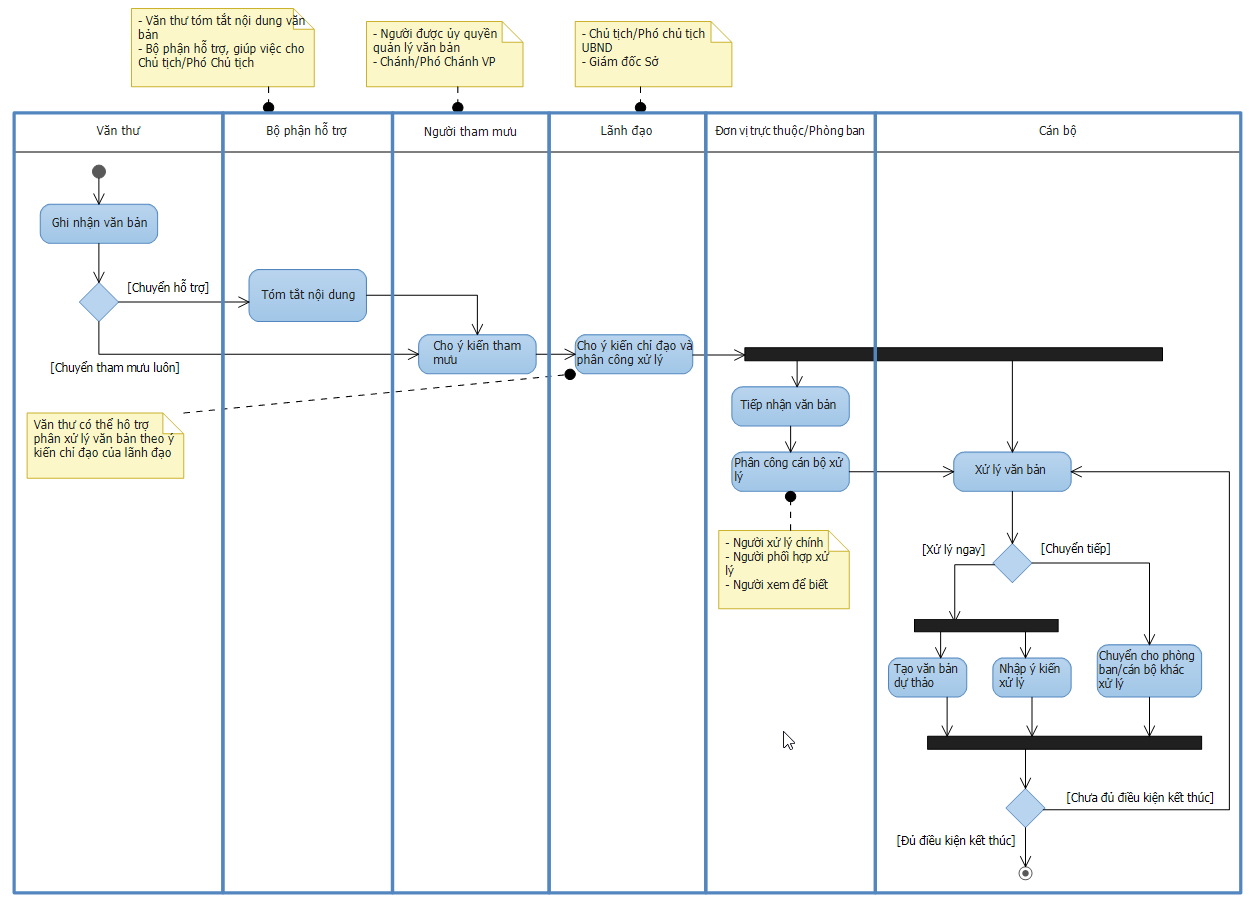 - Văn thư tóm tắt nội dung văn
bản
- Bộ phận hỗ trợ, giúp việc cho
Chủ tịch/Phó Chủ tịch
- Người được ủy quyền
quản lý văn bản
- Chánh/Phó Chánh VP
- Chủ tịch/Phó chủ tịch
UBND
- Giám đốc Sở
Văn thư
Bộ phận hỗ trợ
Người tham mưu
Lãnh đạo
Đơn vị trực thuộc/Phòng ban
Cán bộ
Ghi nhận văn bản
[Chuyển hỗ trợ]
Tóm tắt nội dung
Cho ý kiến tham
mưu
Cho ý kiến chỉ đạo và
phân công xử lý
[Chuyển tham mưu luôn]
Văn thư có thể hỗ trợ
phân xử lý văn bản theo ý
kiến chỉ đạo của lãnh đạo
Tiếp nhận văn bản
Phân công cán bộ xử
lý
Xử lý văn bản
- Người xử lý chính
- Người phối hợp xử
lý
- Người xem để biết
[Xử lý ngay]
[Chuyển tiếp]
Tạo văn bản
dự thảo
Nhập ý kiến
xử lý
Chuyển cho phòng
ban/cán bộ khác
xử lý
[Chưa đủ điều kiện kết thúc]
[Đủ điều kiện kết thúc]